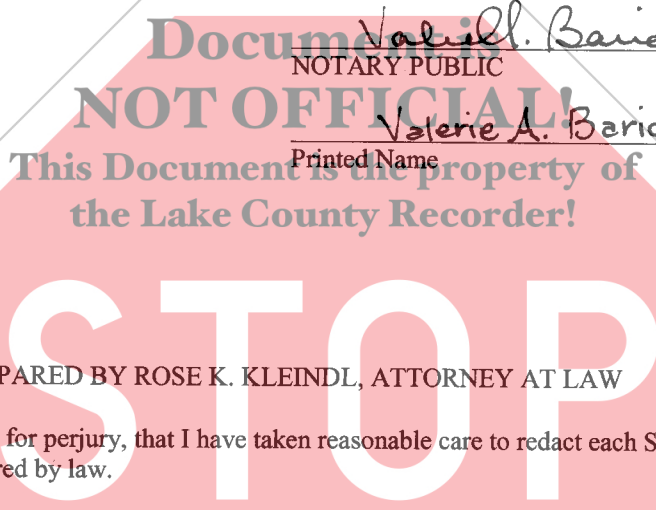 Document is
NOT OFFICIAL!
This Document is the property of
the Lake County Recorder!
NOTARY PUBLIC
Valerie A.
Printed Name
STOP
PARED BY ROSE K. KLEINDL, ATTORNEY AT LAW
for perjury, that I have taken reasonable care to redact each S
red by law.